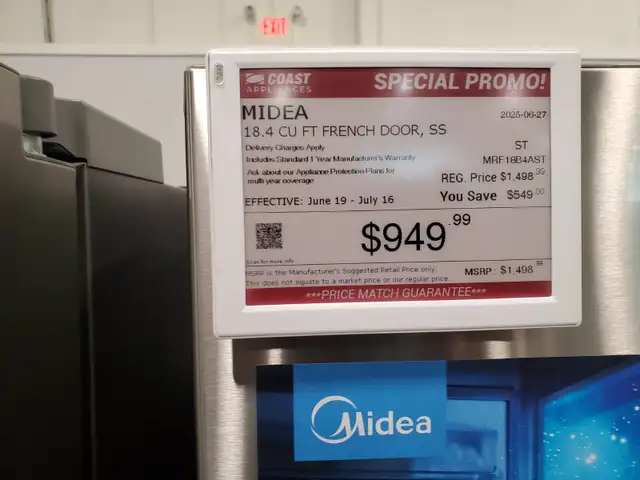 EXIT
COAST
APPLIANCES
SPECIAL PROMO!
MIDEA
2025-06-27
18.4 CU FT FRENCH DOOR, SS
Delivery Charges Apply
ST
Includes Standard 1 Year Manufacturer's Warranty
MRF18B4AST
Ask about our Appliance Protection Plans for
multi year coverage
REG. Price $1,498.99
You Save $549.00
EFFECTIVE: June 19 - July 16
$949.99
Scan for more info
MSRP is the Manufacturer's Suggested Retail Price only.
This does not equate to a market price or our regular price.
MSRP $1,498.99
***PRICE MATCH GUARANTEE***
Midea